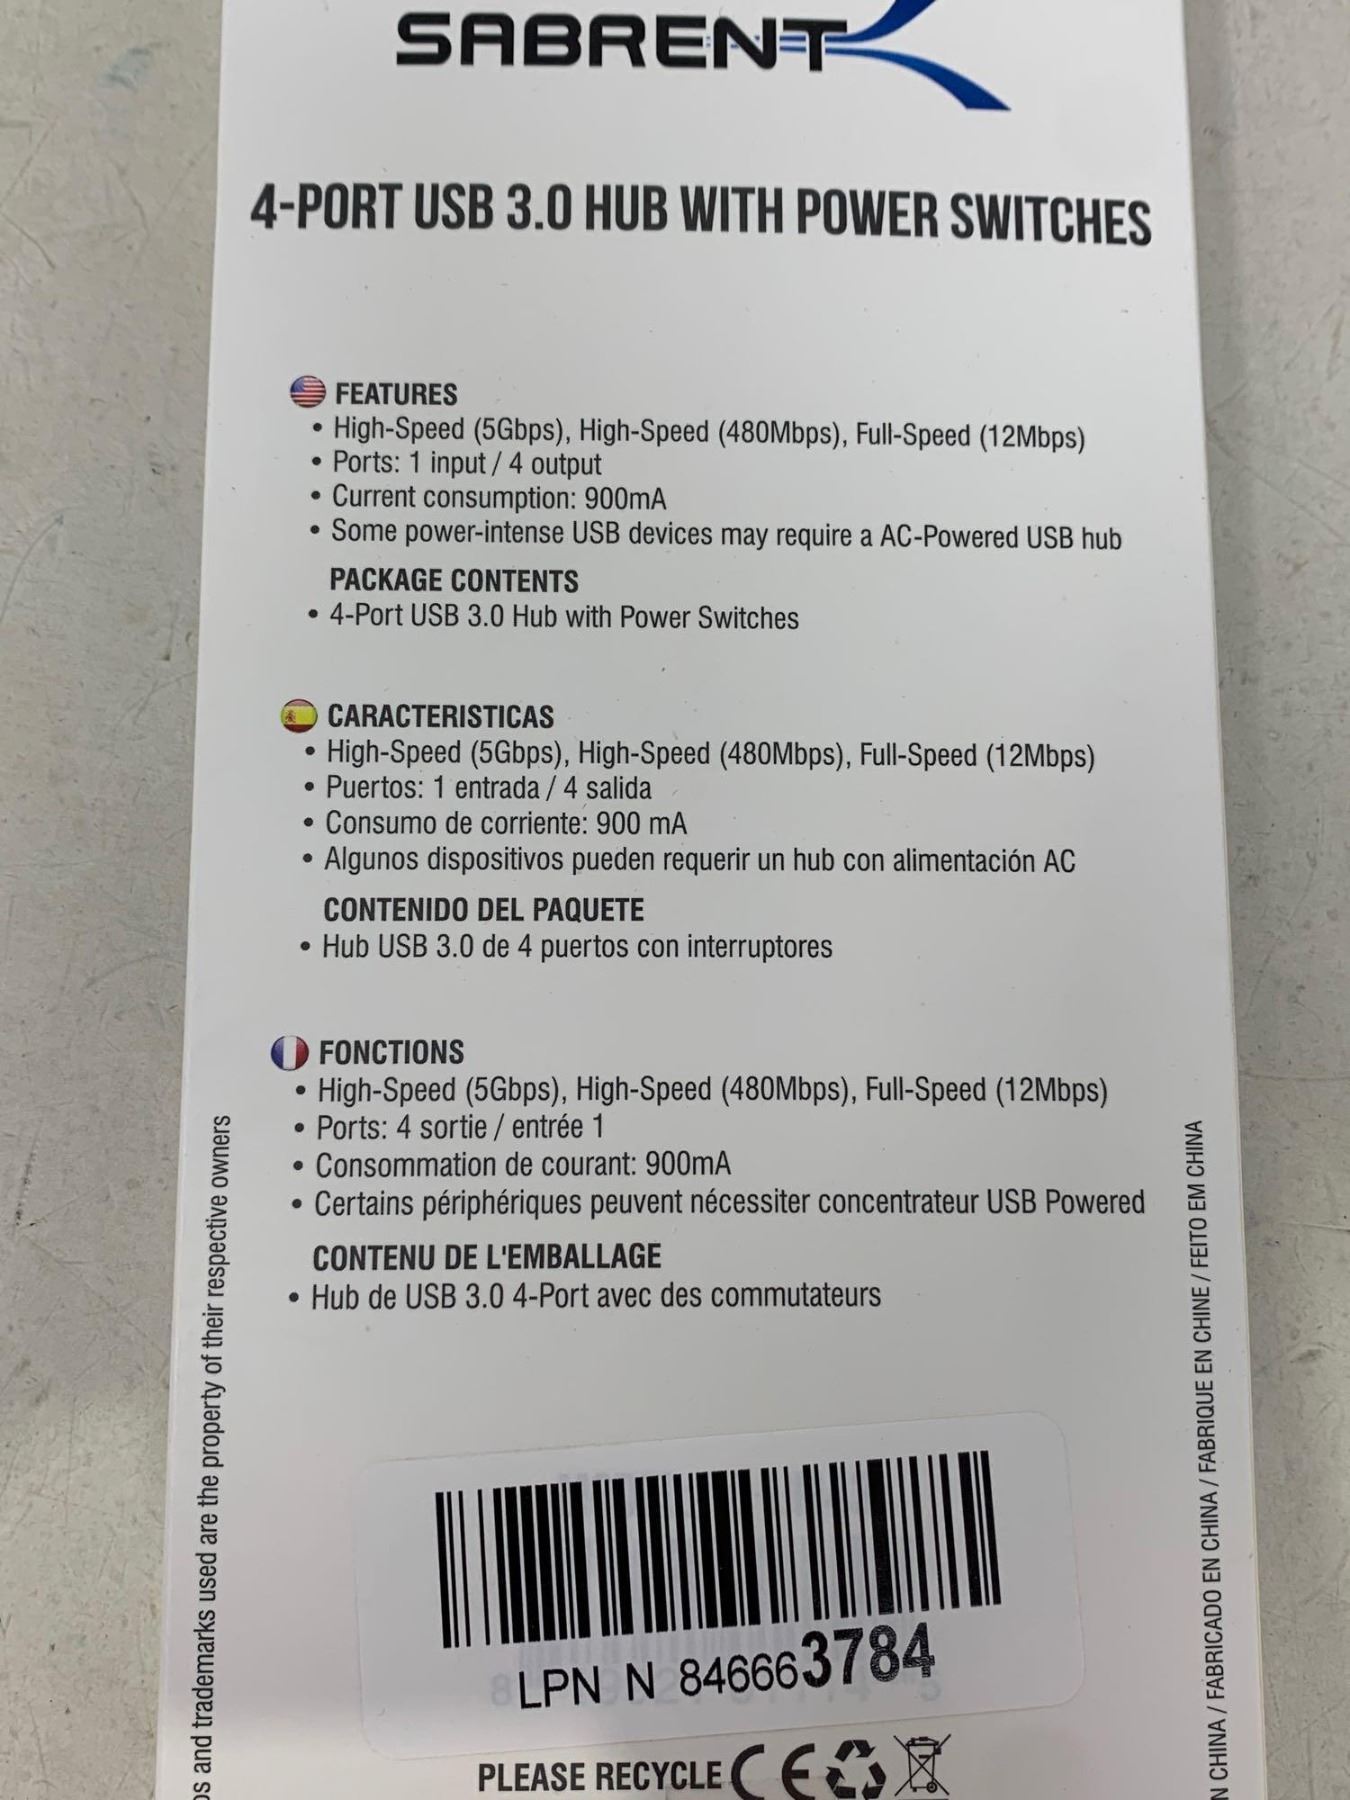 SABRENT
4-PORT USB 3.0 HUB WITH POWER SWITCHES
FEATURES
• High-Speed (5Gbps), High-Speed (480Mbps), Full-Speed (12Mbps)
• Ports: 1 input / 4 output
• Current consumption: 900mA
• Some power-intense USB devices may require a AC-Powered USB hub
PACKAGE CONTENTS
• 4-Port USB 3.0 Hub with Power Switches
CARACTERISTICAS
• High-Speed (5Gbps), High-Speed (480Mbps), Full-Speed (12Mbps)
• Puertos: 1 entrada / 4 salida
• Consumo de corriente: 900 mA
• Algunos dispositivos pueden requerir un hub con alimentación AC
CONTENIDO DEL PAQUETE
• Hub USB 3.0 de 4 puertos con interruptores
FONCTIONS
• High-Speed (5Gbps), High-Speed (480Mbps), Full-Speed (12Mbps)
• Ports: 4 sortie / entrée 1
• Consommation de courant: 900mA
• Certains périphériques peuvent nécessiter concentrateur USB Powered
CONTENU DE L'EMBALLAGE
• Hub de USB 3.0 4-Port avec des commutateurs
and trademarks used are the property of their respective owners
CHINA / FABRICADO EN CHINA / FABRIQUE EN CHINE / FEITO EM CHINA
LPN N 846663784
PLEASE RECYCLE CE